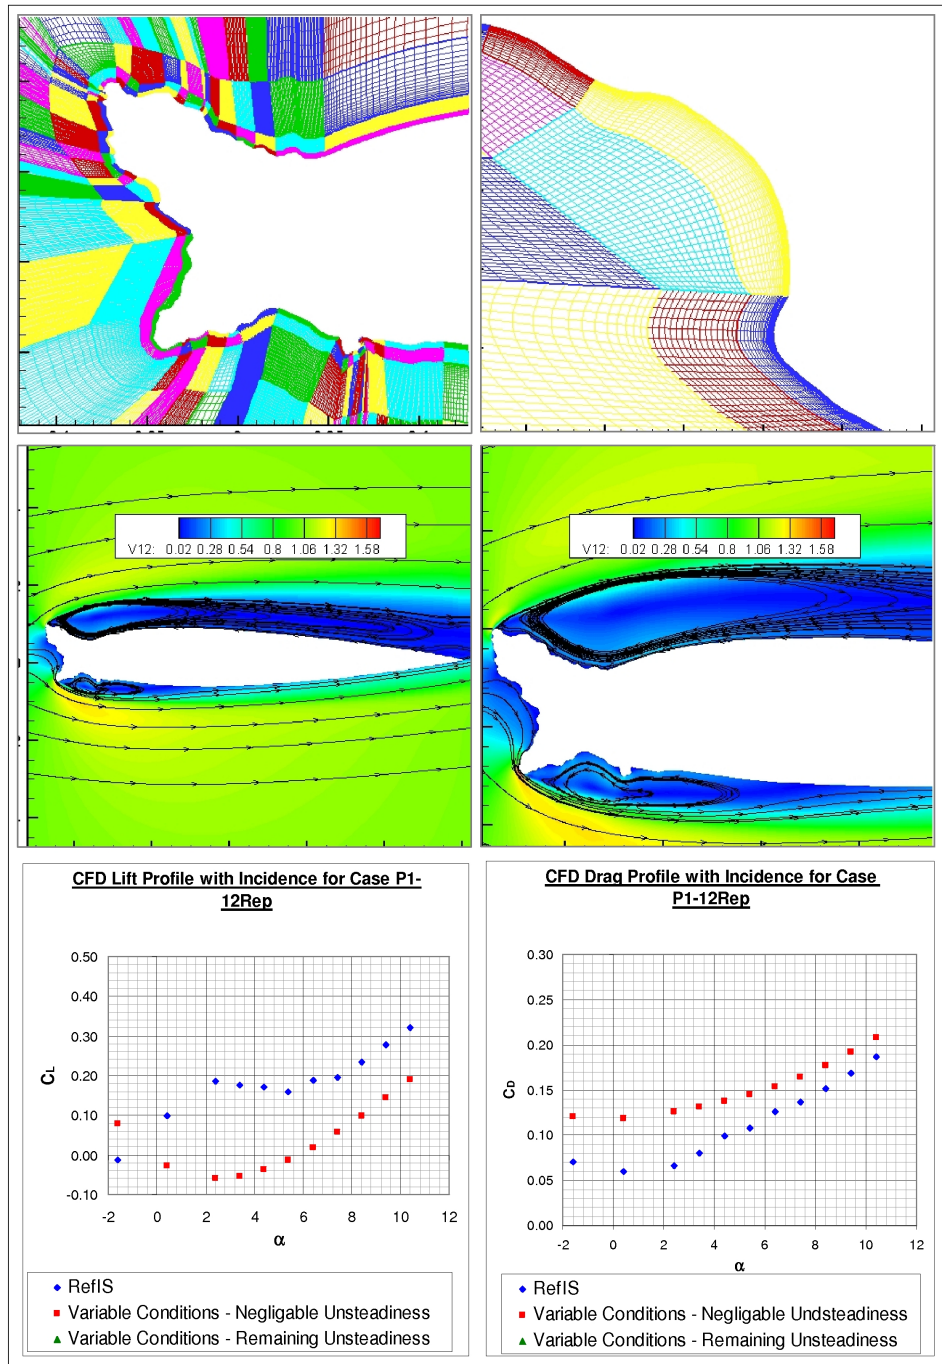 V12: 0.02 0.28 0.54 0.8 1.06 1.32 1.58
V12: 0.02 0.28 0.54 0.8 1.06 1.32 1.58
CFD Lift Profile with Incidence for Case P1-
12Rep
0.50
0.40
0.30
0.20
0.10
0.00
-0.10
CL
-2 0 2 4 6 8 10 12
α
RefIS
Variable Conditions - Negligable Unsteadiness
Variable Conditions - Remaining Unsteadiness
CFD Drag Profile with Incidence for Case
P1-12Rep
0.30
0.25
0.20
0.15
0.10
0.05
0.00
CD
-2 0 2 4 6 8 10 12
α
RefIS
Variable Conditions - Negligable Undsteadiness
Variable Conditions - Remaining Unsteadiness